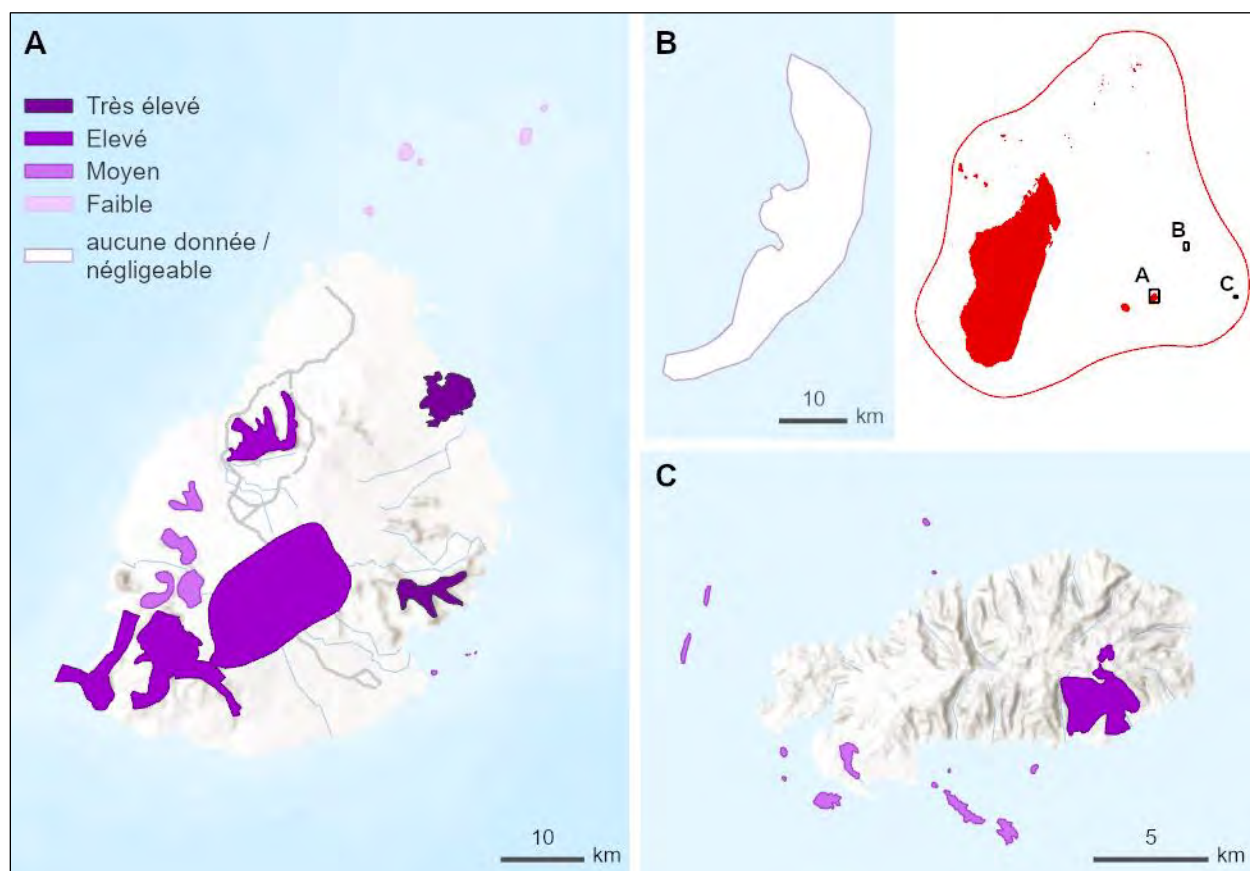 A
Très élevé
Elevé
Moyen
Faible
aucune donnée /
négligeable
10
km
B
10
km
A
B
C
C
5
km